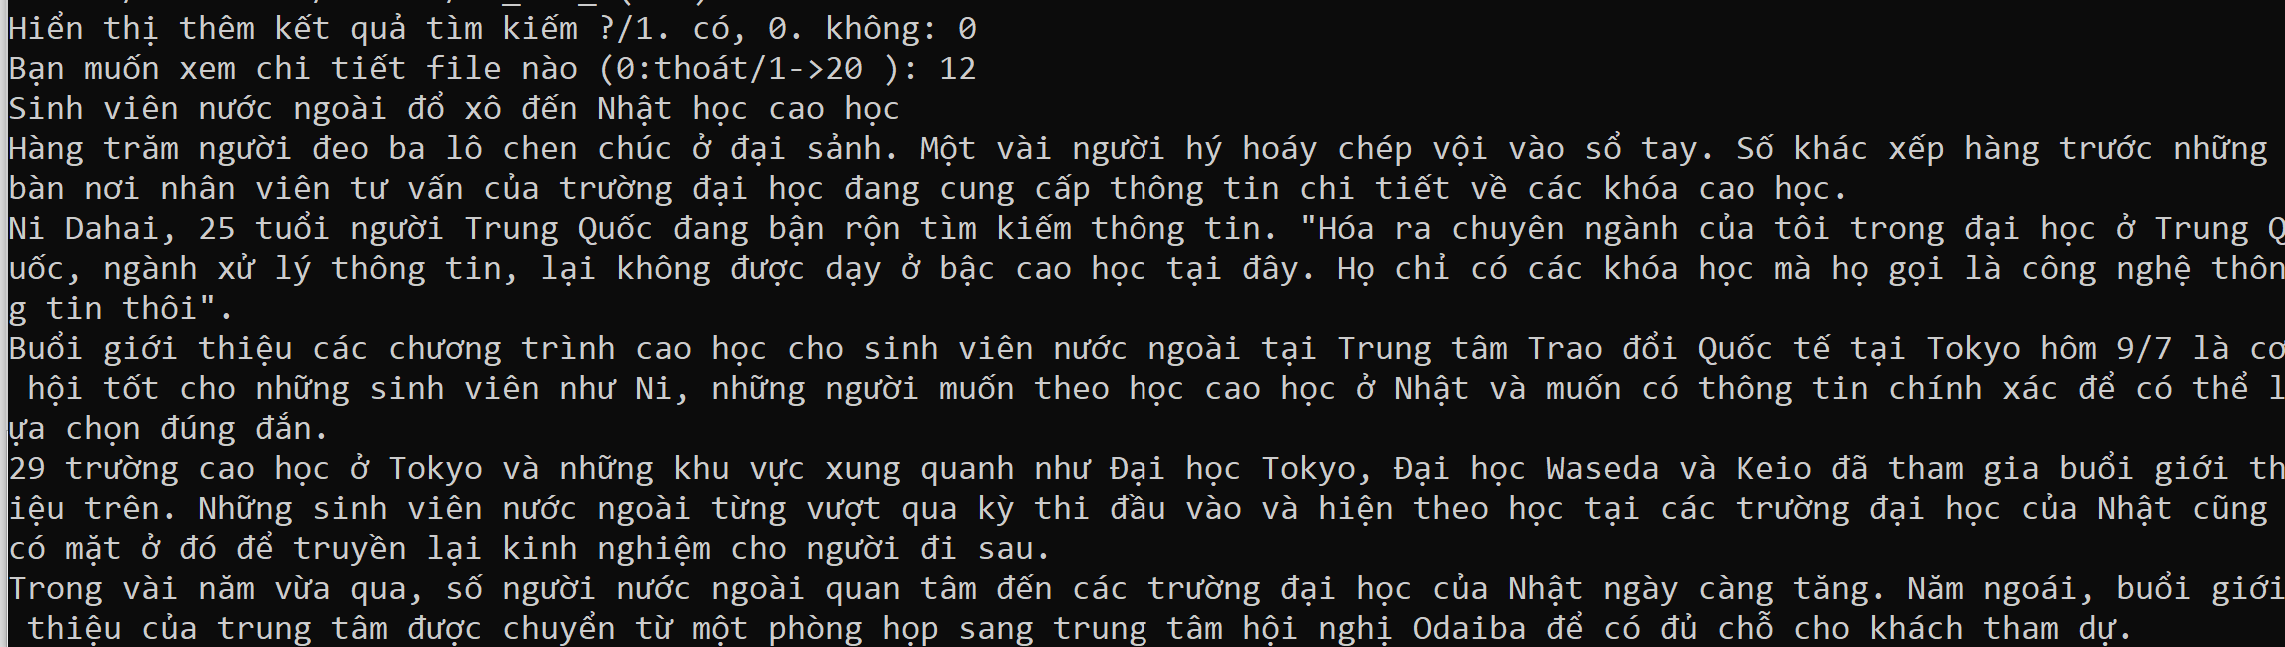 Hiển thị thêm kết quả tìm kiếm ?/1. có, 0. không: 0
Bạn muốn xem chi tiết file nào (0:thoát/1->20 ): 12
Sinh viên nước ngoài đổ xô đến Nhật học cao học
Hàng trăm người đeo ba lô chen chúc ở đại sảnh. Một vài người hý hoáy chép vội vào sổ tay. Số khác xếp hàng trước những
bàn nơi nhân viên tư vấn của trường đại học đang cung cấp thông tin chi tiết về các khóa cao học.
Ni Dahai, 25 tuổi người Trung Quốc đang bận rộn tìm kiếm thông tin. "Hóa ra chuyên ngành của tôi trong đại học ở Trung Q
uốc, ngành xử lý thông tin, lại không được dạy ở bậc cao học tại đây. Họ chỉ có các khóa học mà họ gọi là công nghệ thôn
g tin thôi".
Buổi giới thiệu các chương trình cao học cho sinh viên nước ngoài tại Trung tâm Trao đổi Quốc tế tại Tokyo hôm 9/7 là cơ
hội tốt cho những sinh viên như Ni, những người muốn theo học cao học ở Nhật và muốn có thông tin chính xác để có thể l
ựa chọn đúng đắn.
29 trường cao học ở Tokyo và những khu vực xung quanh như Đại học Tokyo, Đại học Waseda và Keio đã tham gia buổi giới th
iệu trên. Những sinh viên nước ngoài từng vượt qua kỳ thi đầu vào và hiện theo học tại các trường đại học của Nhật cũng
có mặt ở đó để truyền lại kinh nghiệm cho người đi sau.
Trong vài năm vừa qua, số người nước ngoài quan tâm đến các trường đại học của Nhật ngày càng tăng. Năm ngoái, buổi giới
thiệu của trung tâm được chuyển từ một phòng họp sang trung tâm hội nghị Odaiba để có đủ chỗ cho khách tham dự.